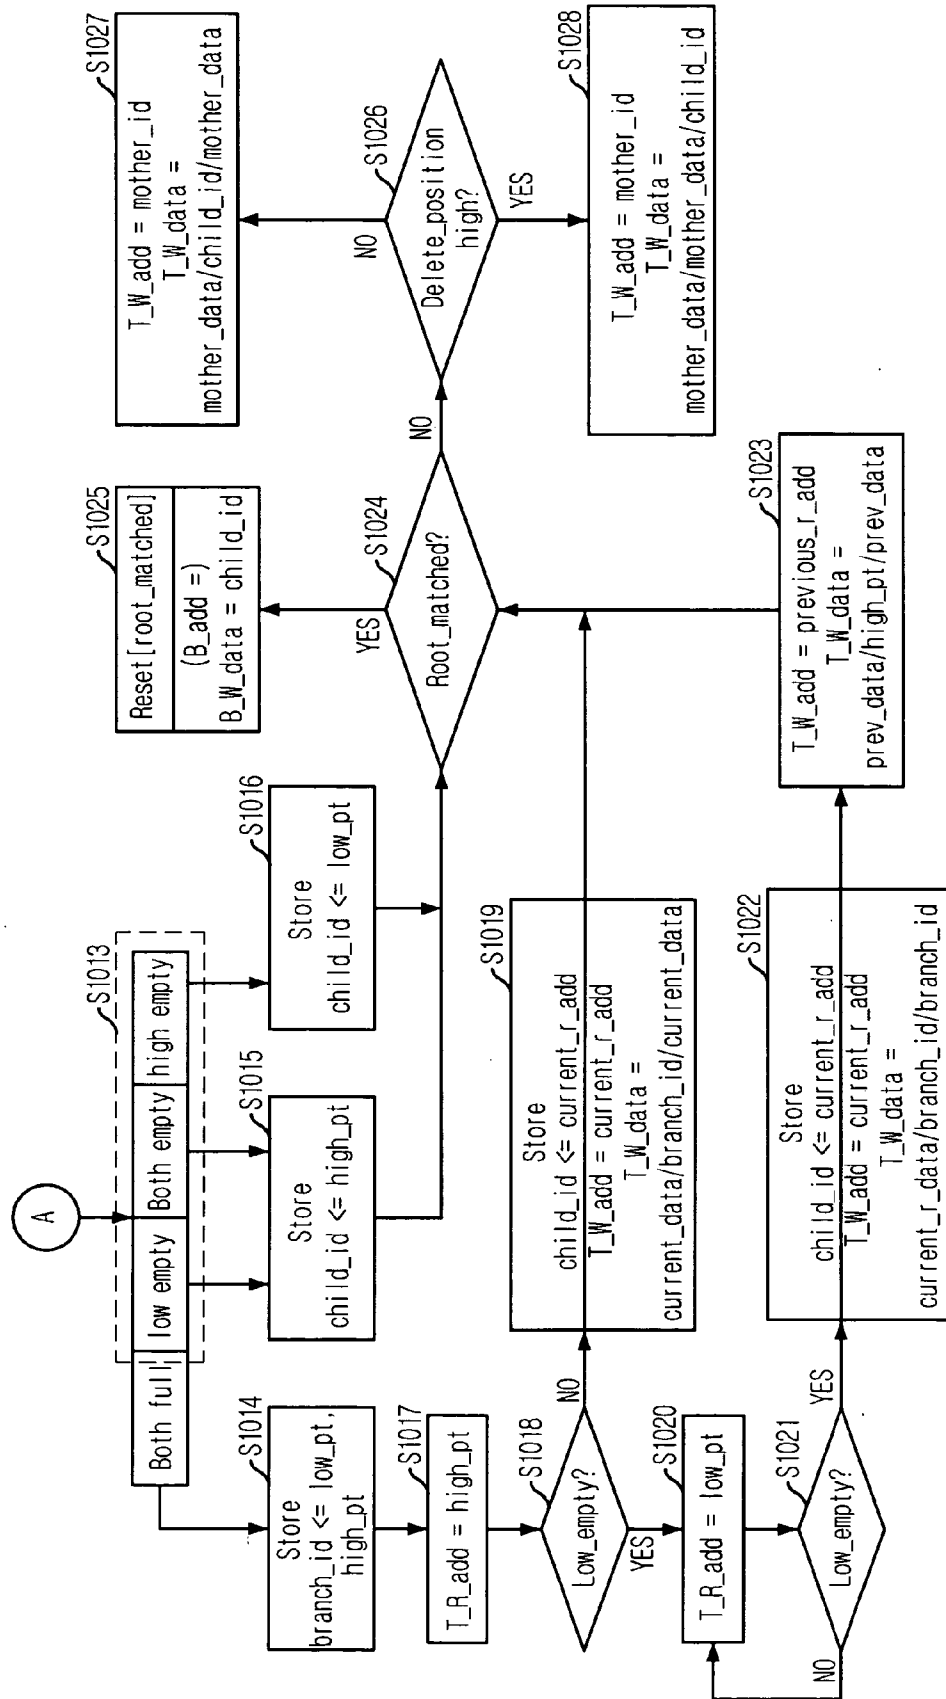 A
S1013
Both full
low empty
Both empty
high empty
S1014
Store
branch_id <= low_pt,
high_pt
S1015
Store
child_id <= high_pt
S1016
Store
child_id <= low_pt
S1017
T_R_add = high_pt
S1018
Low_empty?
NO
YES
S1019
Store
child_id <= current_r_add
T_W_add = current_r_add
T_W_data =
current_data/branch_id/current_data
S1020
T_R_add = low_pt
S1021
Low_empty?
NO
YES
S1022
Store
child_id <= current_r_add
T_W_add = current_r_add
T_W_data =
current_r_data/branch_id/branch_id
S1023
T_W_add = previous_r_add
T_W_data =
prev_data/high_pt/prev_data
S1024
Root_matched?
YES
NO
S1025
Reset[root_matched]
(B_add =)
B_W_data = child_id
S1026
Delete_position
high?
NO
YES
S1027
T_W_add = mother_id
T_W_data =
mother_data/child_id/mother_data
S1028
T_W_add = mother_id
T_W_data =
mother_data/mother_data/child_id